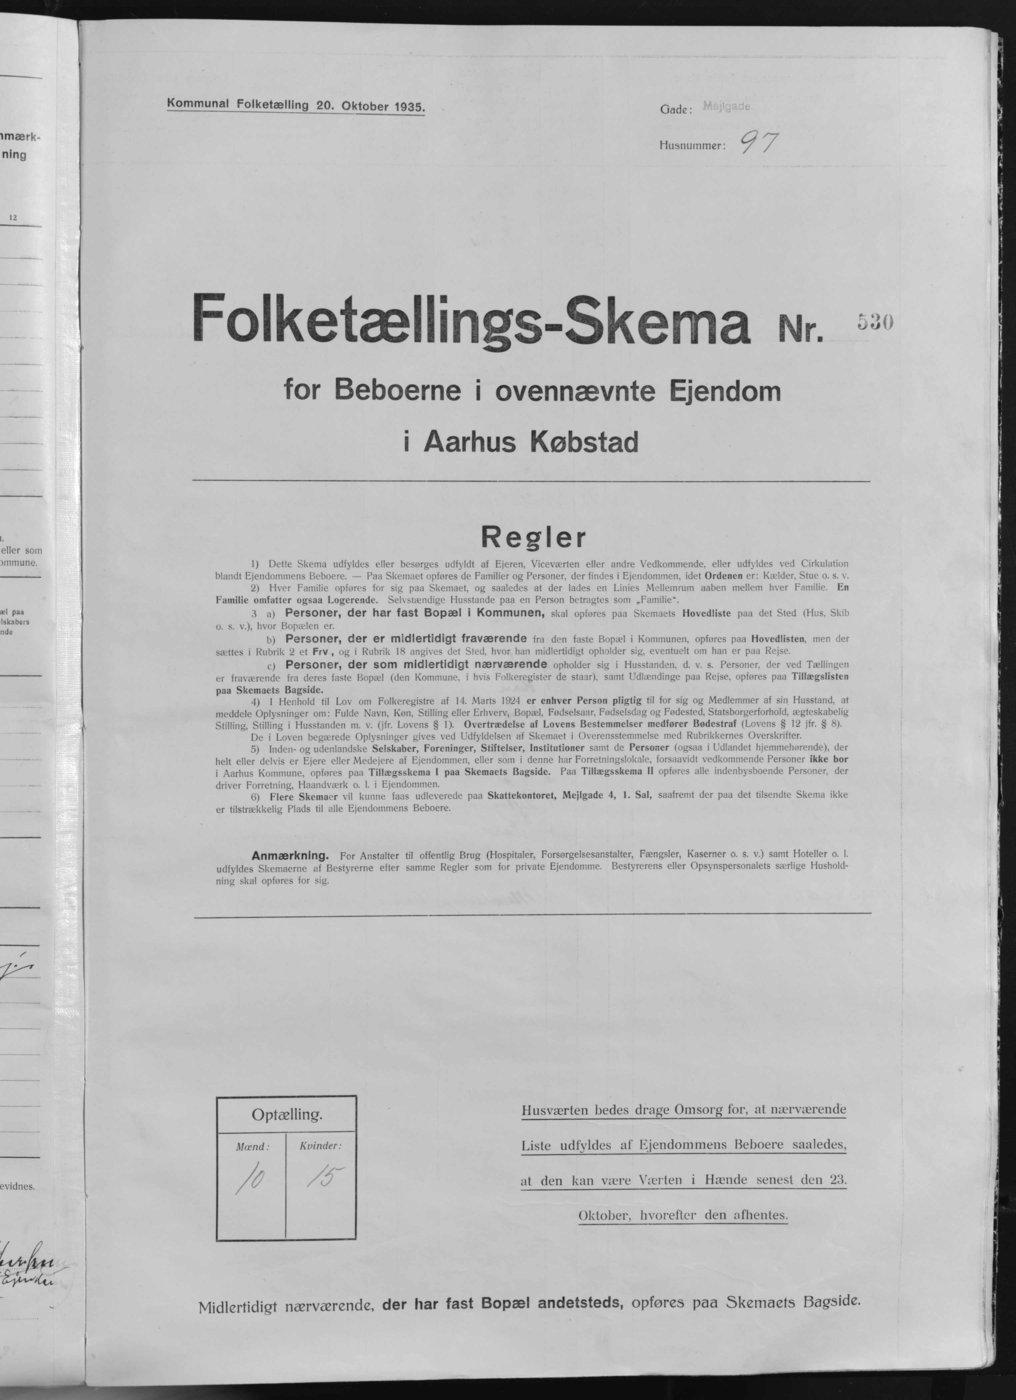 nmærk-
ning
12
eller som
ommune.
æl paa
lskabers
nde
evidnes.
Kommunal Folketælling 20. Oktober 1935.
Gade: Mejlgade
Husnummer: 97
Folketællings-Skema Nr. 530
for Beboerne i ovennævnte Ejendom
i Aarhus Købstad
Regler
1) Dette Skema udfyldes eller besørges udfyldt af Ejeren, Viceværten eller andre Vedkommende, eller udfyldes ved Cirkulation
blandt Ejendommens Beboere. — Paa Skemaet opføres de Familier og Personer, der findes i Ejendommen, idet Ordenen er: Kælder, Stue o. s. v.
2) Hver Familie opføres for sig paa Skemaet, og saaledes at der lades en Linies Mellemrum aaben mellem hver Familie. En
Familie omfatter ogsaa Logerende. Selvstændige Husstande paa en Person betragtes som „Familie“.
3 a) Personer, der har fast Bopæl i Kommunen, skal opføres paa Skemaets Hovedliste paa det Sted (Hus, Skib
o. s. v.), hvor Bopælen er.
b) Personer, der er midlertidigt fraværende fra den faste Bopæl i Kommunen, opføres paa Hovedlisten, men der
sættes i Rubrik 2 et Frv., og i Rubrik 18 angives det Sted, hvor han midlertidigt opholder sig, eventuelt om han er paa Rejse.
c) Personer, der som midlertidigt nærværende opholder sig i Husstanden, d. v. s. Personer, der ved Tællingen
er fraværende fra deres faste Bopæl (den Kommune, i hvis Folkeregister de staar), samt Udlændinge paa Rejse, opføres paa Tillægslisten
paa Skemaets Bagside.
4) I Henhold til Lov om Folkeregistre af 14. Marts 1924 er enhver Person pligtig til for sig og Medlemmer af sin Husstand, at
meddele Oplysninger om: Fulde Navn, Køn, Stilling eller Erhverv, Bopæl, Fødselsaar, Fødselsdag og Fødested, Statsborgerforhold, ægteskabelig
Stilling, Stilling i Husstanden m. v. (jfr. Lovens § 1). Overtrædelse af Lovens Bestemmelser medfører Bødestraf (Lovens § 12 jfr. § 8).
De i Loven begærede Oplysninger gives ved Udfyldelsen af Skemaet i Overensstemmelse med Rubrikkernes Overskrifter.
5) Inden- og udenlandske Selskaber, Foreninger, Stiftelser, Institutioner samt de Personer (ogsaa i Udlandet hjemmehørende), der
helt eller delvis er Ejere eller Medejere af Ejendommen, eller som i denne har Forretningslokale, forsaavidt vedkommende Personer ikke bor
i Aarhus Kommune, opføres paa Tillægsskema I paa Skemaets Bagside. Paa Tillægsskema II opføres alle indenbysboende Personer, der
driver Forretning, Haandværk o. l. i Ejendommen.
6) Flere Skemaer vil kunne faas udleverede paa Skattekontoret, Mejlgade 4, 1. Sal, saafremt der paa det tilsendte Skema ikke
er tilstrækkelig Plads til alle Ejendommens Beboere.
Anmærkning. For Anstalter til offentlig Brug (Hospitaler, Forsørgelsesanstalter, Fængsler, Kaserner o. s. v.) samt Hoteller o. l.
udfyldes Skemaerne af Bestyrerne efter samme Regler som for private Ejendomme. Bestyrerens eller Opsynspersonalets særlige Hushold-
ning skal opføres for sig.
Optælling.
Mænd: Kvinder:
10 15
Husværten bedes drage Omsorg for, at nærværende
Liste udfyldes af Ejendommens Beboere saaledes,
at den kan være Værten i Hænde senest den 23.
Oktober, hvorefter den afhentes.
Midlertidigt nærværende, der har fast Bopæl andetsteds, opføres paa Skemaets Bagside.